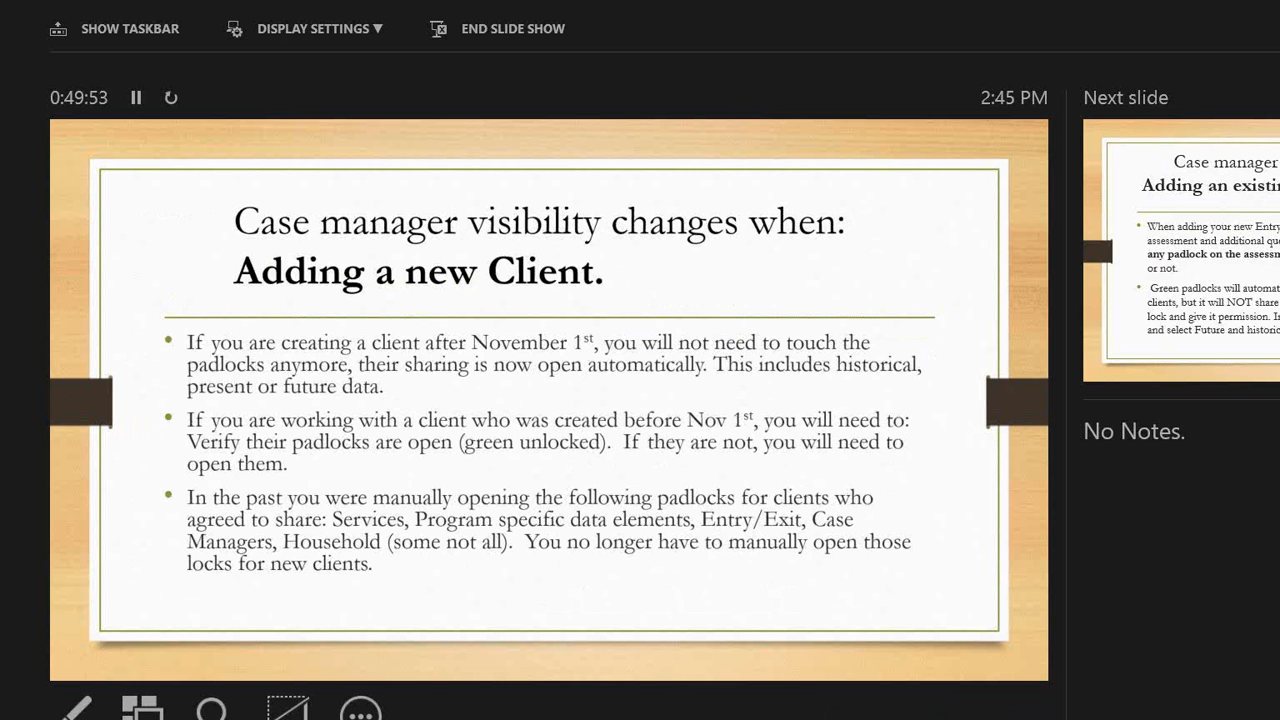 SHOW TASKBAR
DISPLAY SETTINGS ▼
END SLIDE SHOW
0:49:53
2:45 PM
Case manager visibility changes when:
Adding a new Client.
• If you are creating a client after November 1st, you will not need to touch the
padlocks anymore, their sharing is now open automatically. This includes historical,
present or future data.
• If you are working with a client who was created before Nov 1st, you will need to:
Verify their padlocks are open (green unlocked). If they are not, you will need to
open them.
• In the past you were manually opening the following padlocks for clients who
agreed to share: Services, Program specific data elements, Entry/Exit, Case
Managers, Household (some not all). You no longer have to manually open those
locks for new clients.
Next slide
Case manager
Adding an existin
• When adding your new Entry
assessment and additional qu
any padlock on the assessm
or not.
• Green padlocks will automat
clients, but it will NOT share
lock and give it permission. In
and select Future and historic
No Notes.